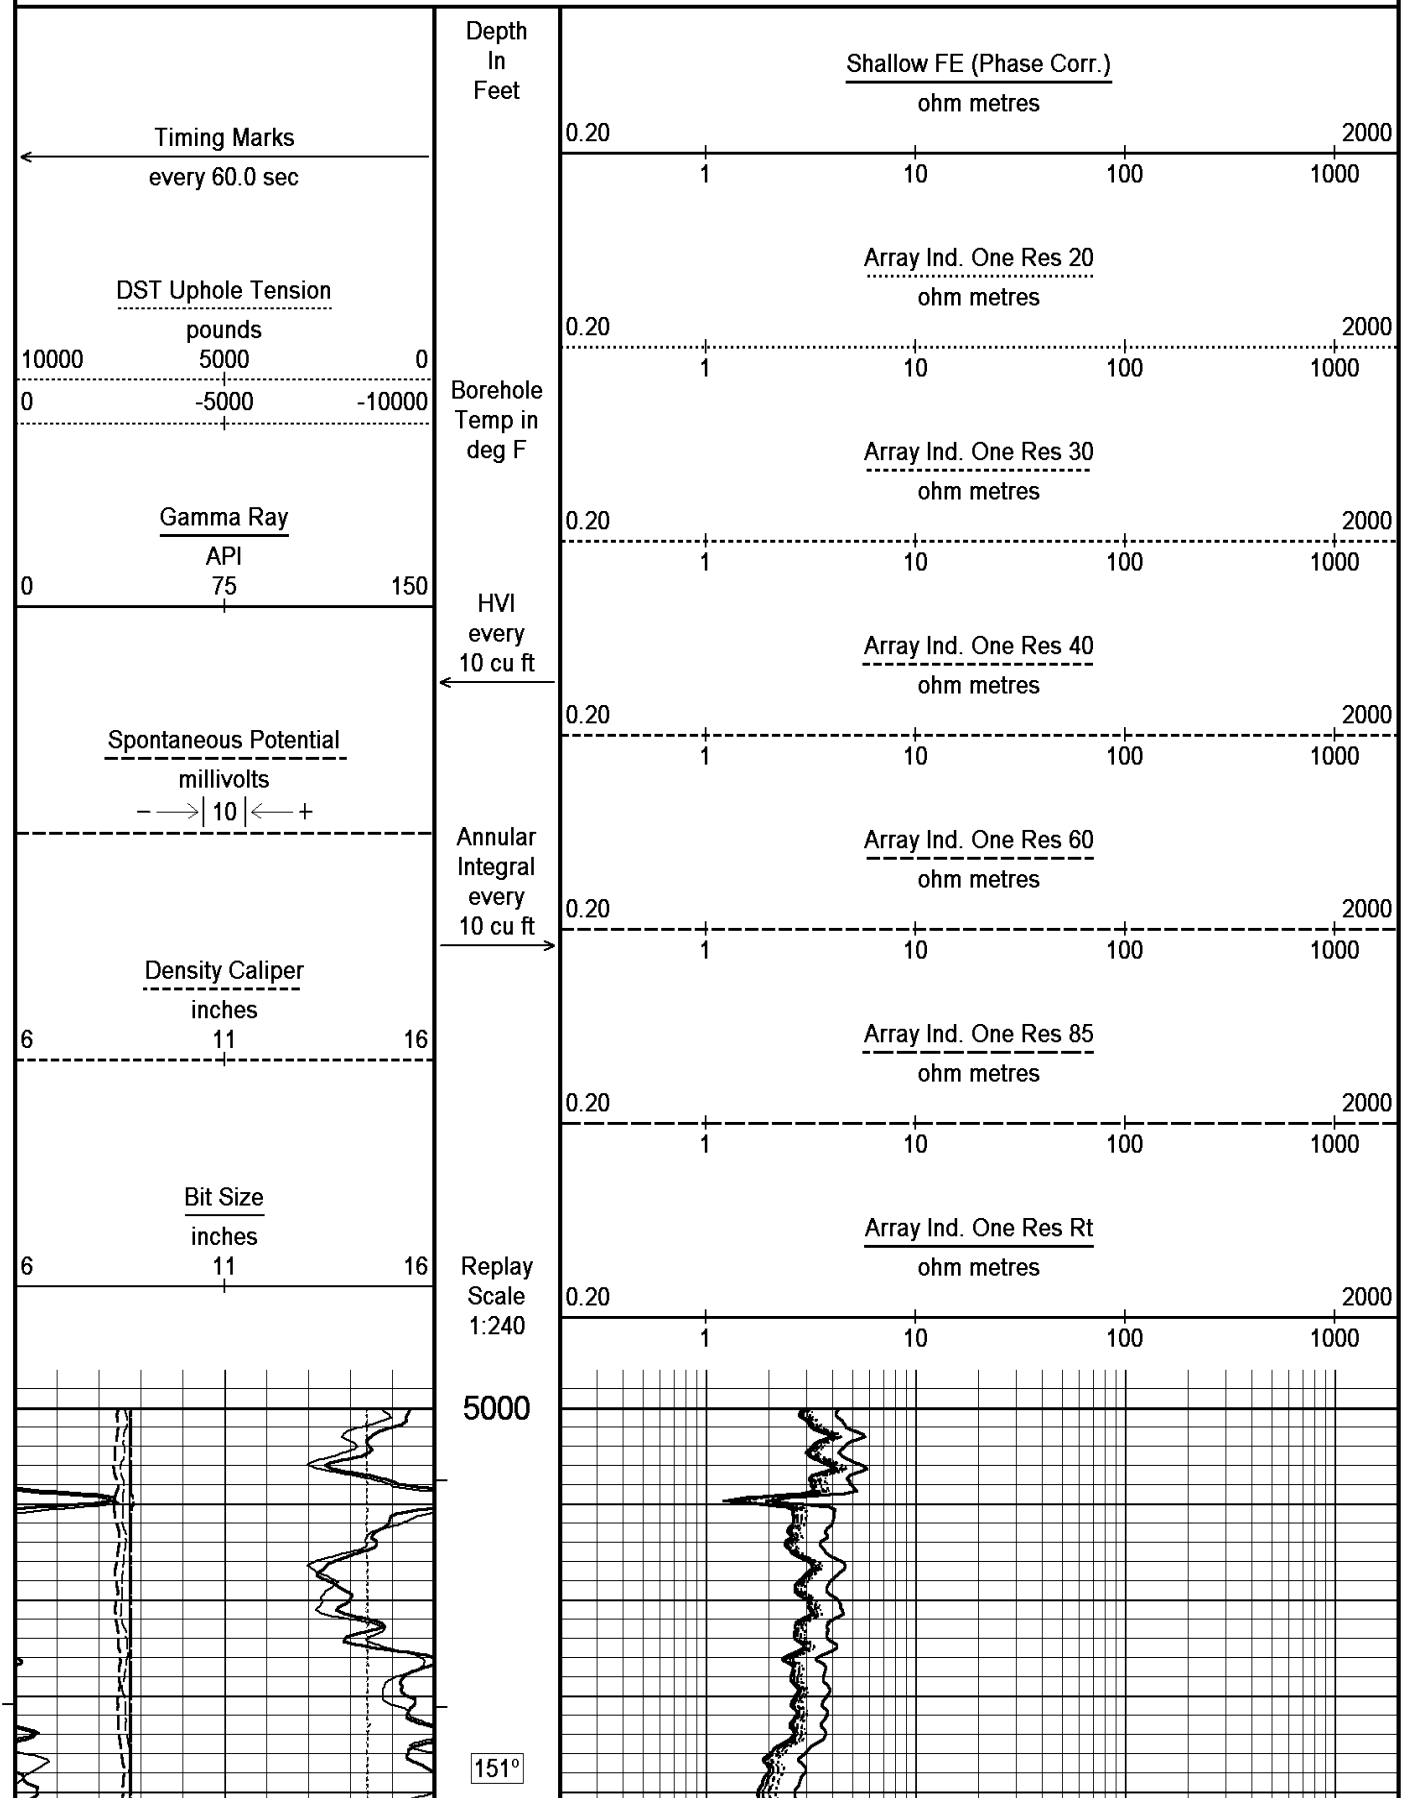 Timing Marks
every 60.0 sec
DST Uphole Tension
pounds
10000 5000 0
0 -5000 -10000
Gamma Ray
API
0 75 150
Spontaneous Potential
millivolts
− | 10 | +
Density Caliper
inches
6 11 16
Bit Size
inches
6 11 16
Depth
In
Feet
Borehole
Temp in
deg F
HVI
every
10 cu ft
Annular
Integral
every
10 cu ft
Replay
Scale
1:240
5000
151°
Shallow FE (Phase Corr.)
ohm metres
0.20 2000
1 10 100 1000
Array Ind. One Res 20
ohm metres
0.20 2000
1 10 100 1000
Array Ind. One Res 30
ohm metres
0.20 2000
1 10 100 1000
Array Ind. One Res 40
ohm metres
0.20 2000
1 10 100 1000
Array Ind. One Res 60
ohm metres
0.20 2000
1 10 100 1000
Array Ind. One Res 85
ohm metres
0.20 2000
1 10 100 1000
Array Ind. One Res Rt
ohm metres
0.20 2000
1 10 100 1000